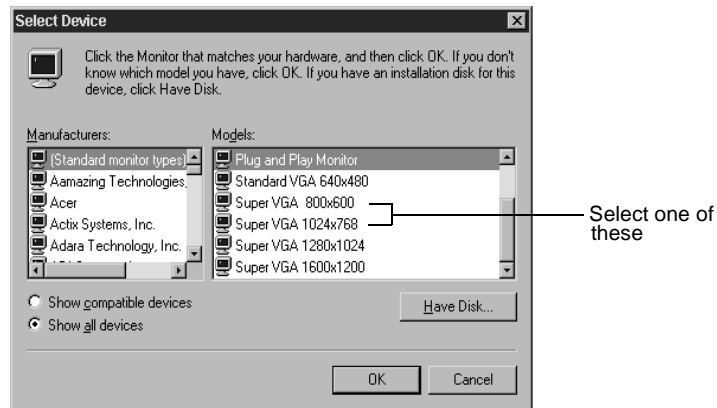 Select Device
Click the Monitor that matches your hardware, and then click OK. If you don't
know which model you have, click OK. If you have an installation disk for this
device, click Have Disk.
Manufacturers:
(Standard monitor types)
Aamazing Technologies,
Acer
Actix Systems, Inc.
Adara Technology, Inc.
Models:
Plug and Play Monitor
Standard VGA 640x480
Super VGA 800x600
Super VGA 1024x768
Super VGA 1280x1024
Super VGA 1600x1200
Select one of
these
Show compatible devices
Show all devices
Have Disk...
OK
Cancel